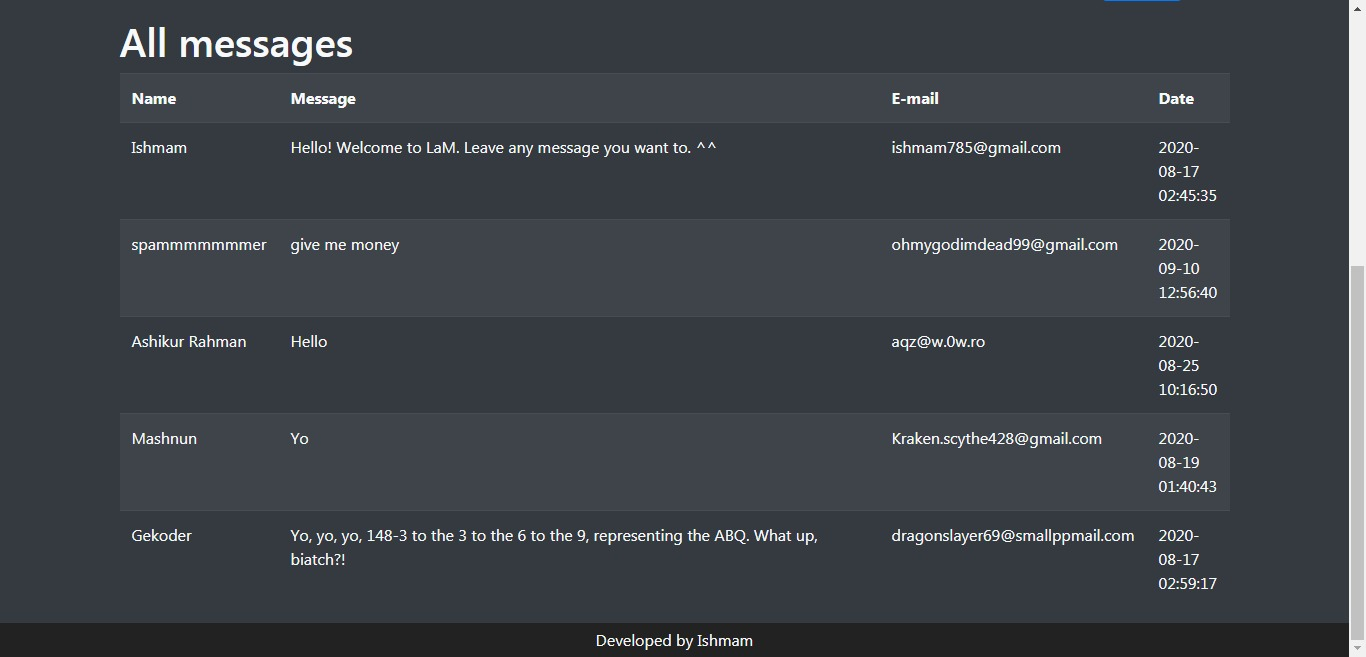 All messages
Name Message E-mail Date
Ishmam Hello! Welcome to LaM. Leave any message you want to. ^^ ishmam785@gmail.com 2020-
08-17
02:45:35
spammmmmmmer give me money ohmygodimdead99@gmail.com 2020-
09-10
12:56:40
Ashikur Rahman Hello aqz@w.0w.ro 2020-
08-25
10:16:50
Mashnun Yo Kraken.scythe428@gmail.com 2020-
08-19
01:40:43
Gekoder Yo, yo, yo, 148-3 to the 3 to the 6 to the 9, representing the ABQ. What up, dragonslayer69@smallppmail.com 2020-
biatch?! 08-17
02:59:17
Developed by Ishmam